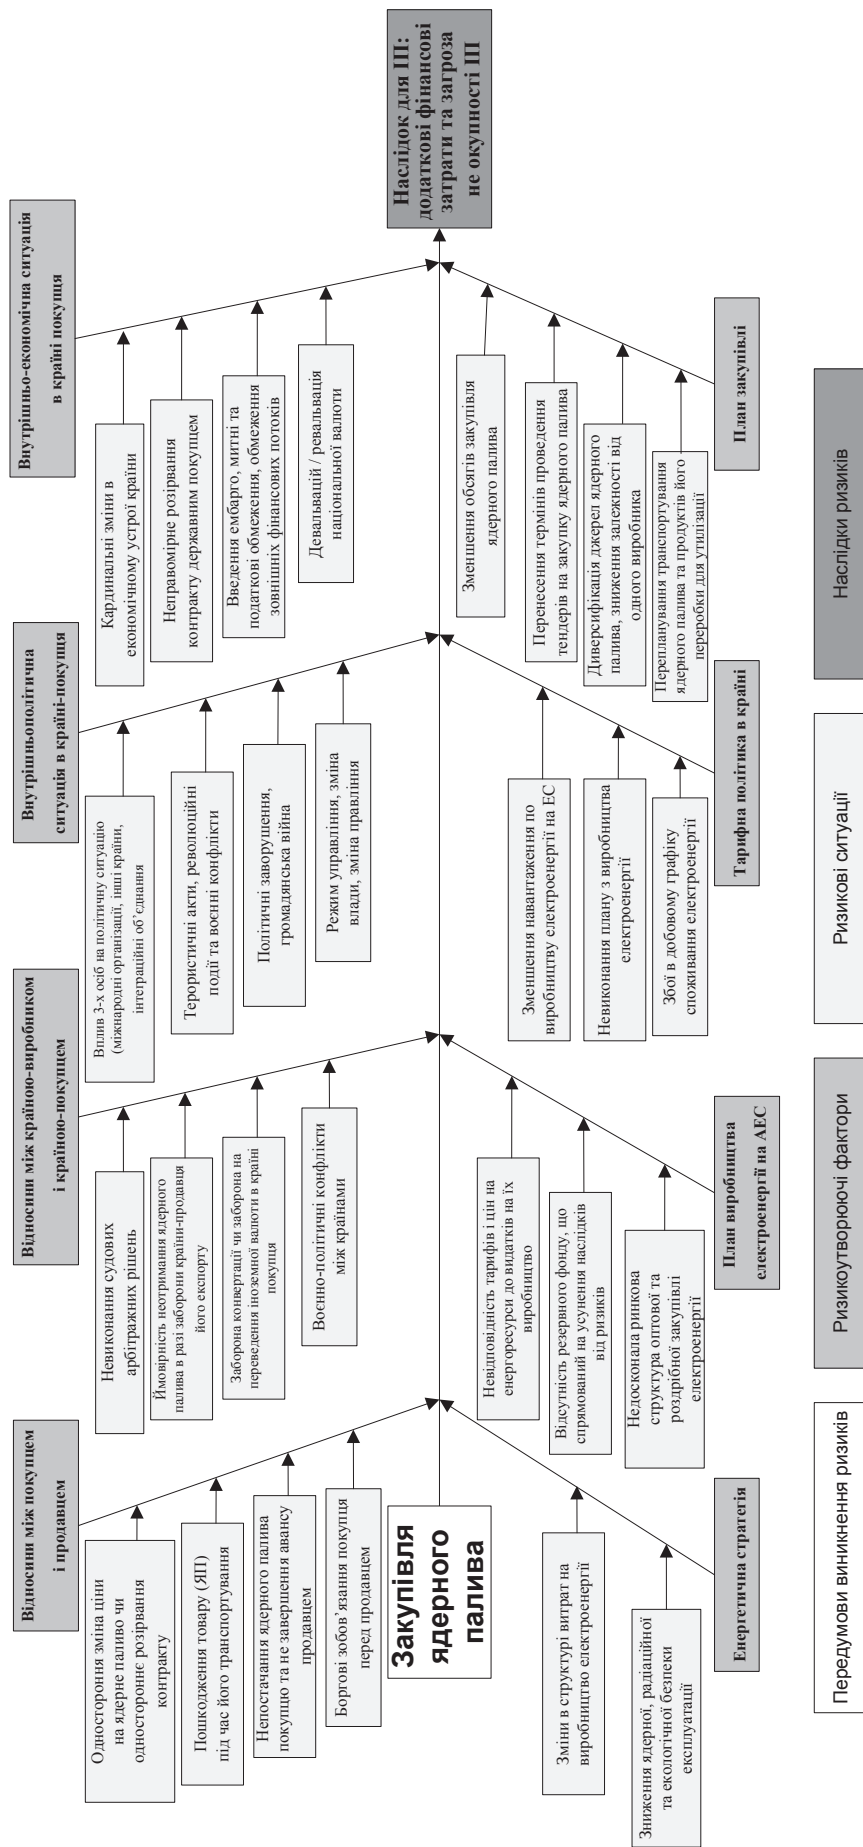 Відносини між покупцем
і продавцем
Одностороння зміна ціни
на ядерне паливо чи
одностороннє розірвання
контракту
Пошкодження товару (ЯП)
під час його транспортування
Непостачання ядерного палива
покупцю та не завершення авансу
продавцем
Боргові зобов’язання покупця
перед продавцем
Відносини між країною-виробником
і країною-покупцем
Невиконання судових
арбітражних рішень
Ймовірність неотримання ядерного
палива в разі заборони країни-продавця
його експорту
Заборона конвертації чи заборона на
переведення іноземної валюти в країні
покупця
Воєнно-політичні конфлікти
між країнами
Внутрішньополітична
ситуація в країні-покупця
Вплив 3-х осіб на політичну ситуацію
(міжнародні організації, інші країни,
інтеграційні об’єднання
Терористичні акти, революційні
події та воєнні конфлікти
Політичні заворушення,
громадянська війна
Режим управління, зміна
влади, зміна правління
Внутрішньо-економічна ситуація
в країні покупця
Кардинальні зміни в
економічному устрої країни
Неправомірне розірвання
контракту державним покупцем
Введення ембарго, митні та
податкові обмеження, обмеження
зовнішніх фінансових потоків
Девальвацій / ревальвація
національної валюти
Закупівля
ядерного
палива
Наслідок для ІП:
додаткові фінансові
затрати та загроза
не окупності ІП
Зміни в структурі витрат на
виробництво електроенергії
Зниження ядерної, радіаційної
та екологічної безпеки
експлуатації
Енергетична стратегія
Невідповідність тарифів і цін на
енергоресурси до видатків на їх
виробництво
Відсутність резервного фонду, що
спрямований на усунення наслідків
від ризиків
Недосконала ринкова
структура оптової та
роздрібної закупівлі
електроенергії
План виробництва
електроенергії на АЕС
Зменшення навантаження по
виробництву електроенергії на ЕС
Невиконання плану з виробництва
електроенергії
Збої в добовому графіку
споживання електроенергії
Тарифна політика в країні
Зменшення обсягів закупівля
ядерного палива
Перенесення термінів проведення
тендерів на закупку ядерного палива
Диверсифікація джерел ядерного
палива, зниження залежності від
одного виробника
Перепланування транспортування
ядерного палива та продуктів його
переробки для утилізації
План закупівлі
Передумови виникнення ризиків
Ризикоутворюючі фактори
Ризикові ситуації
Наслідки ризиків